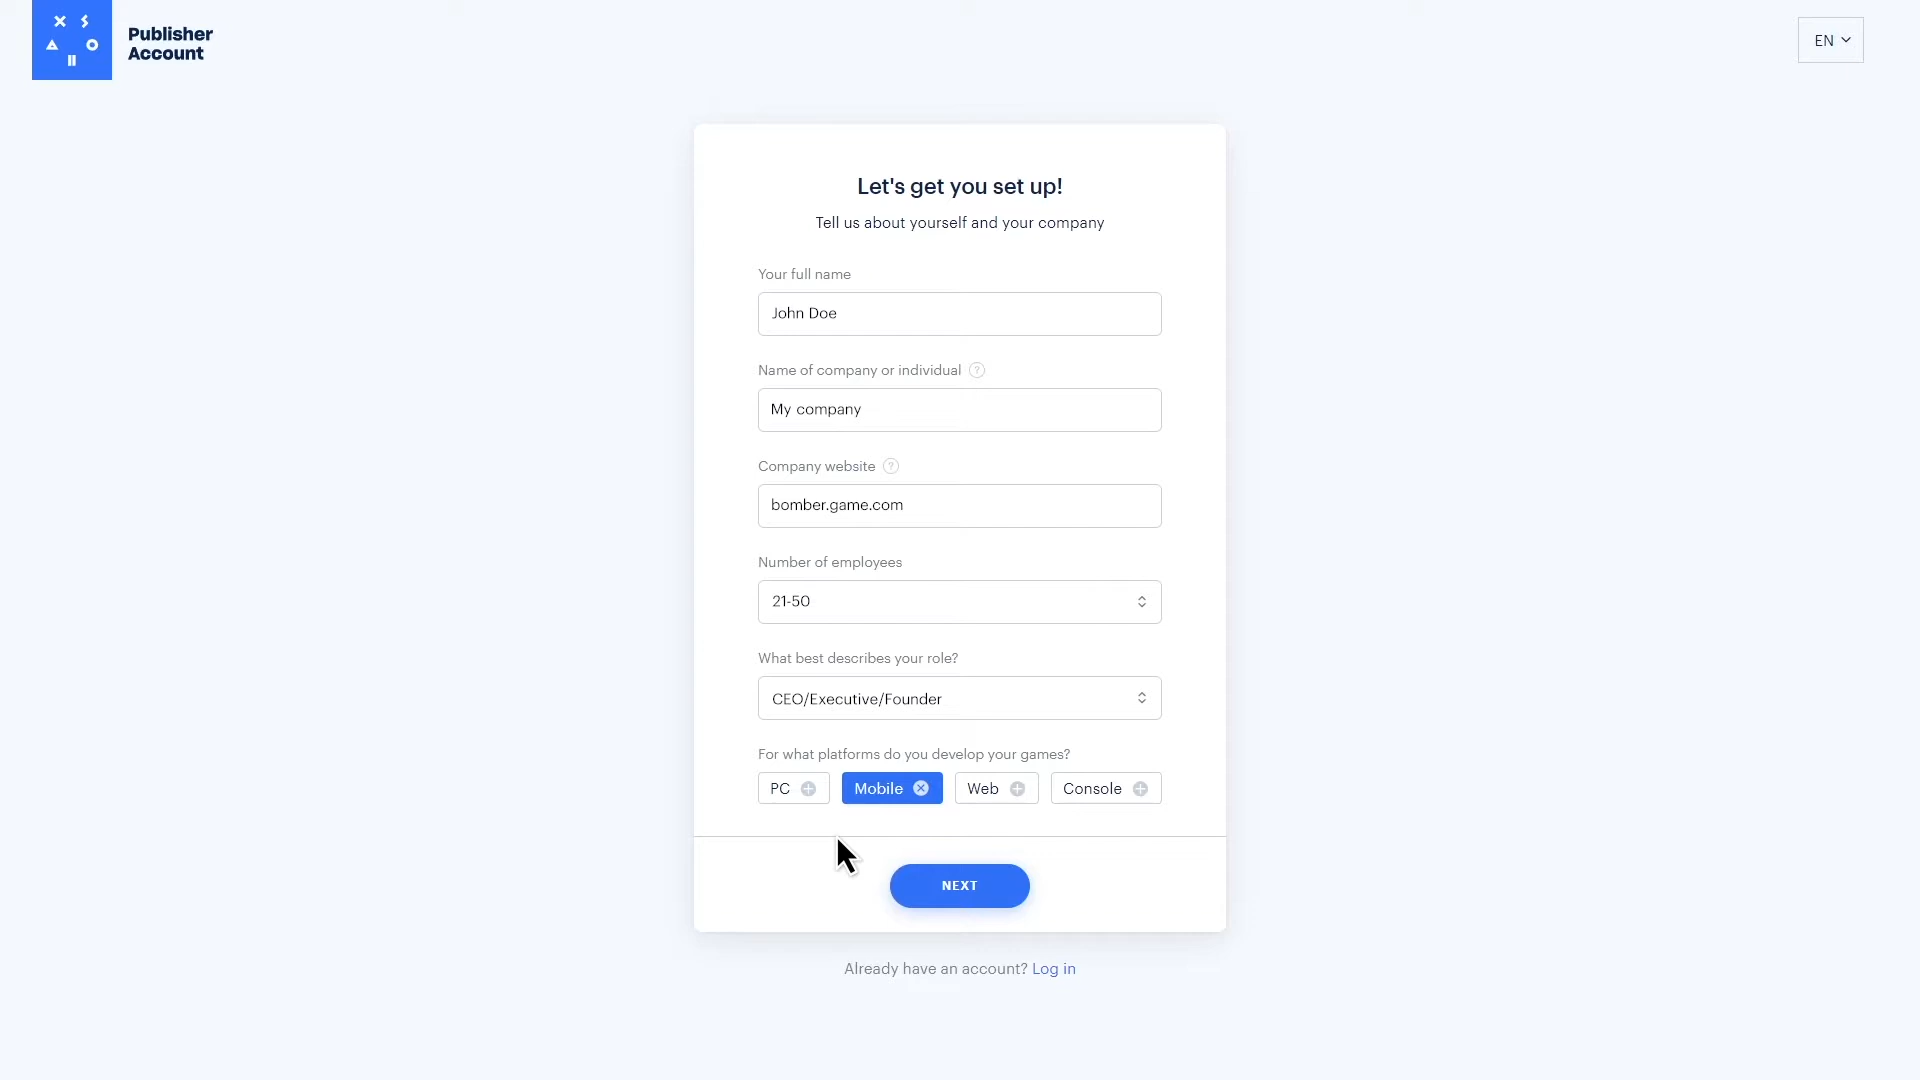 Publisher
Account
EN
Let's get you set up!
Tell us about yourself and your company
Your full name
John Doe
Name of company or individual ?
My company
Company website ?
bomber.game.com
Number of employees
21-50
What best describes your role?
CEO/Executive/Founder
For what platforms do you develop your games?
PC Mobile Web Console
NEXT
Already have an account? Log in